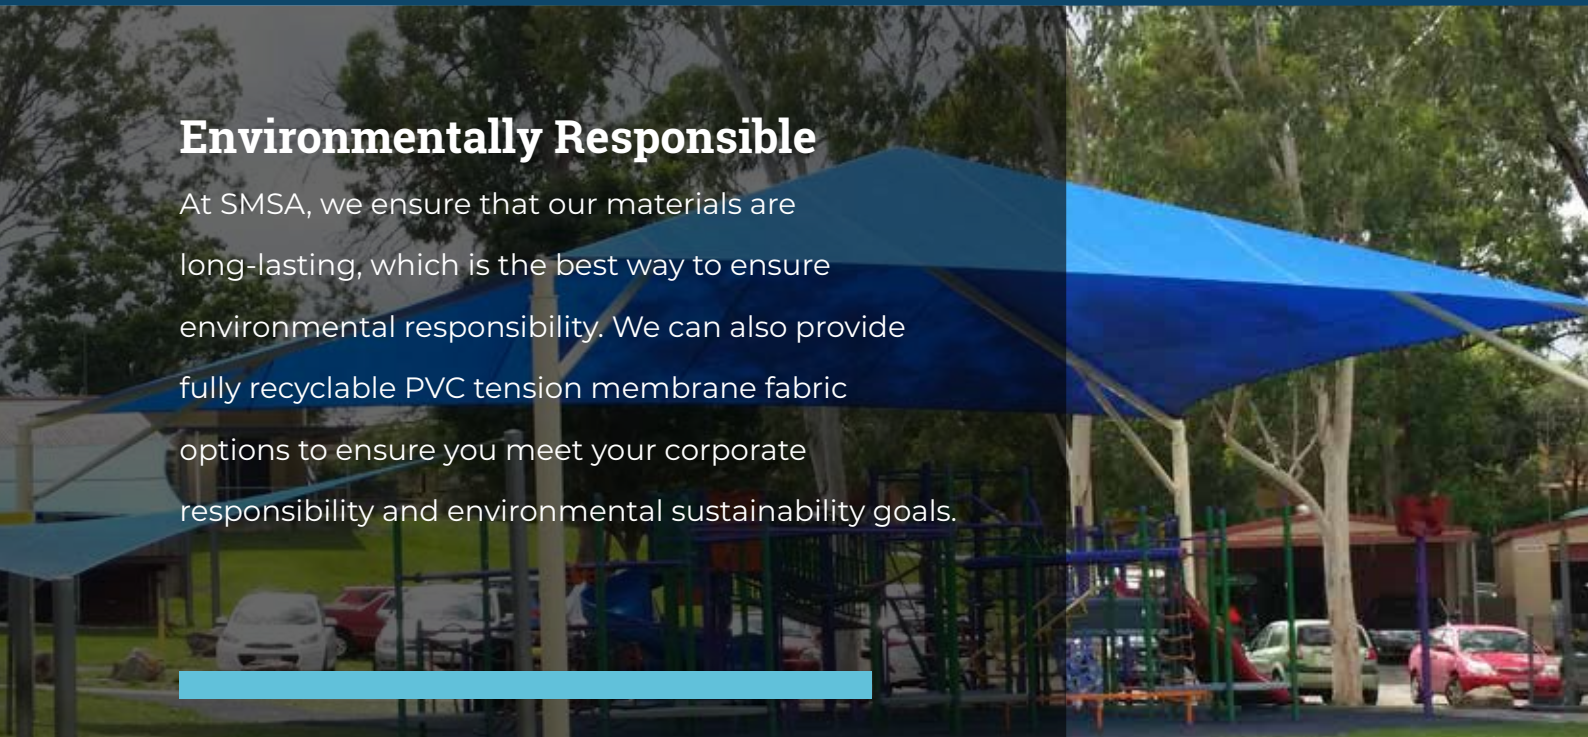 Environmentally Responsible
At SMSA, we ensure that our materials are
long-lasting, which is the best way to ensure
environmental responsibility. We can also provide
fully recyclable PVC tension membrane fabric
options to ensure you meet your corporate
responsibility and environmental sustainability goals.